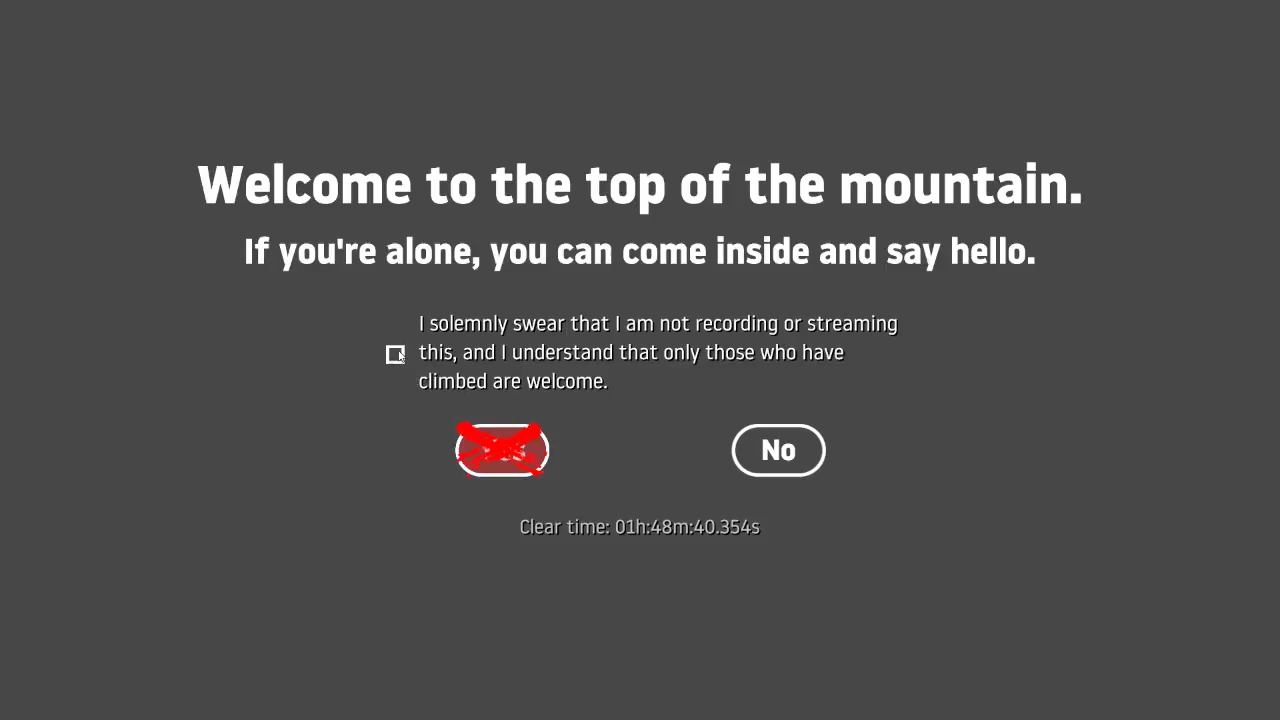 Welcome to the top of the mountain.
If you're alone, you can come inside and say hello.
I solemnly swear that I am not recording or streaming
this, and I understand that only those who have
climbed are welcome.
No
Clear time: 01h:48m:40.354s